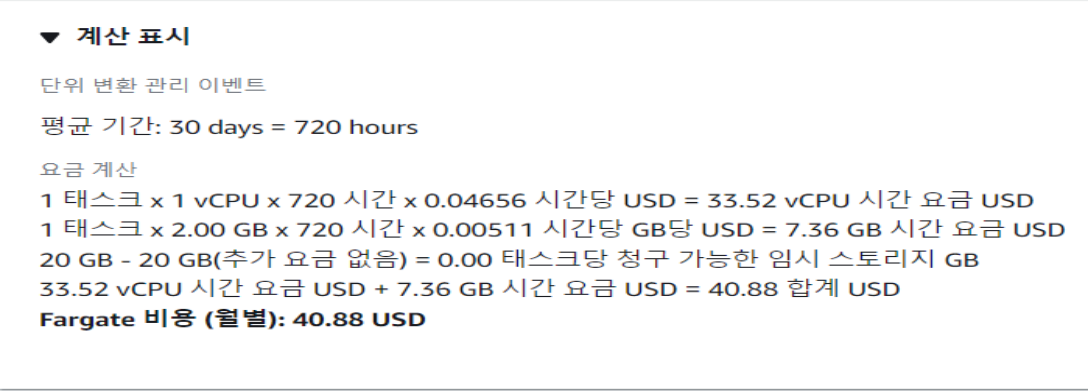 계산 표시
단위 변환 관리 이벤트
평균 기간: 30 days = 720 hours
요금 계산
1 태스크 x 1 vCPU x 720 시간 x 0.04656 시간당 USD = 33.52 vCPU 시간 요금 USD
1 태스크 x 2.00 GB x 720 시간 x 0.00511 시간당 GB당 USD = 7.36 GB 시간 요금 USD
20 GB - 20 GB(추가 요금 없음) = 0.00 태스크당 청구 가능한 임시 스토리지 GB
33.52 vCPU 시간 요금 USD + 7.36 GB 시간 요금 USD = 40.88 합계 USD
Fargate 비용 (월별): 40.88 USD